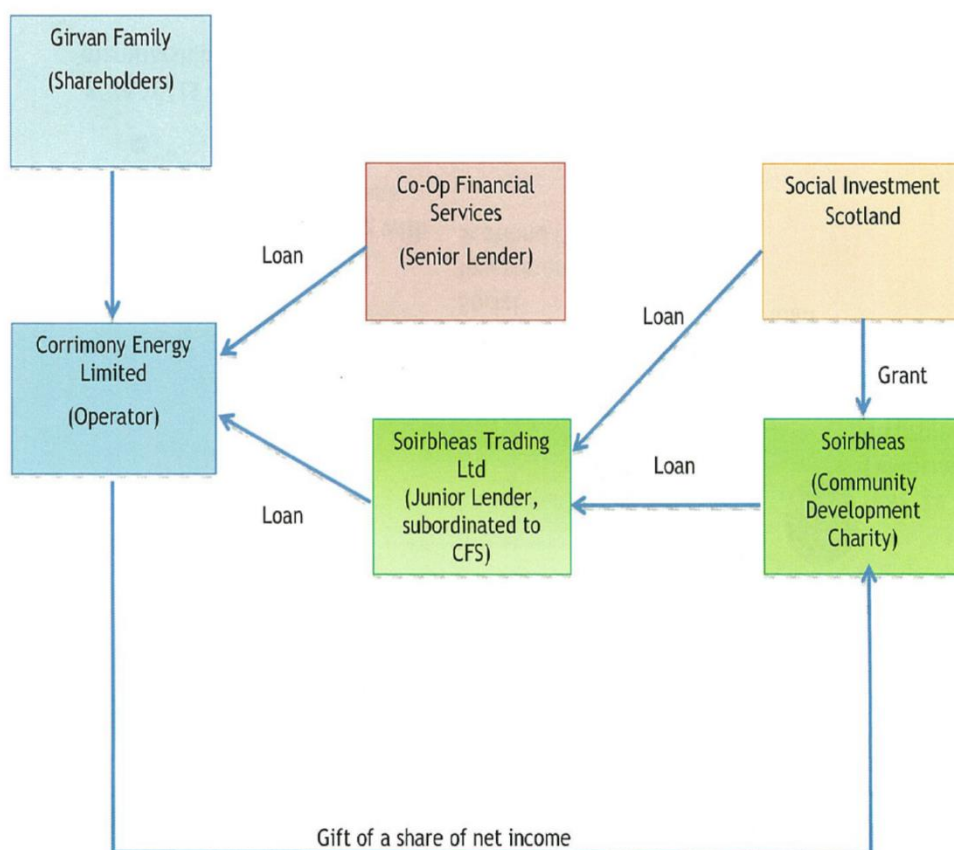 Girvan Family
(Shareholders)
Co-Op Financial
Services
(Senior Lender)
Social Investment
Scotland
Loan
Loan
Grant
Corrimony Energy
Limited
(Operator)
Soirbheas Trading
Ltd
(Junior Lender,
subordinated to
CFS)
Loan
Soirbheas
(Community
Development
Charity)
Loan
Gift of a share of net income